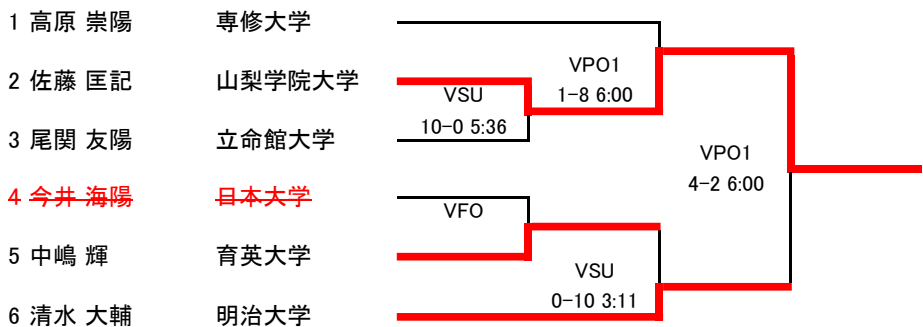 1 高原 崇陽 専修大学
2 佐藤 匡記 山梨学院大学
3 尾関 友陽 立命館大学
4 今井 海陽 日本大学
5 中嶋 輝 育英大学
6 清水 大輔 明治大学
VSU
10-0 5:36
VFO
VPO1
1-8 6:00
VSU
0-10 3:11
VPO1
4-2 6:00